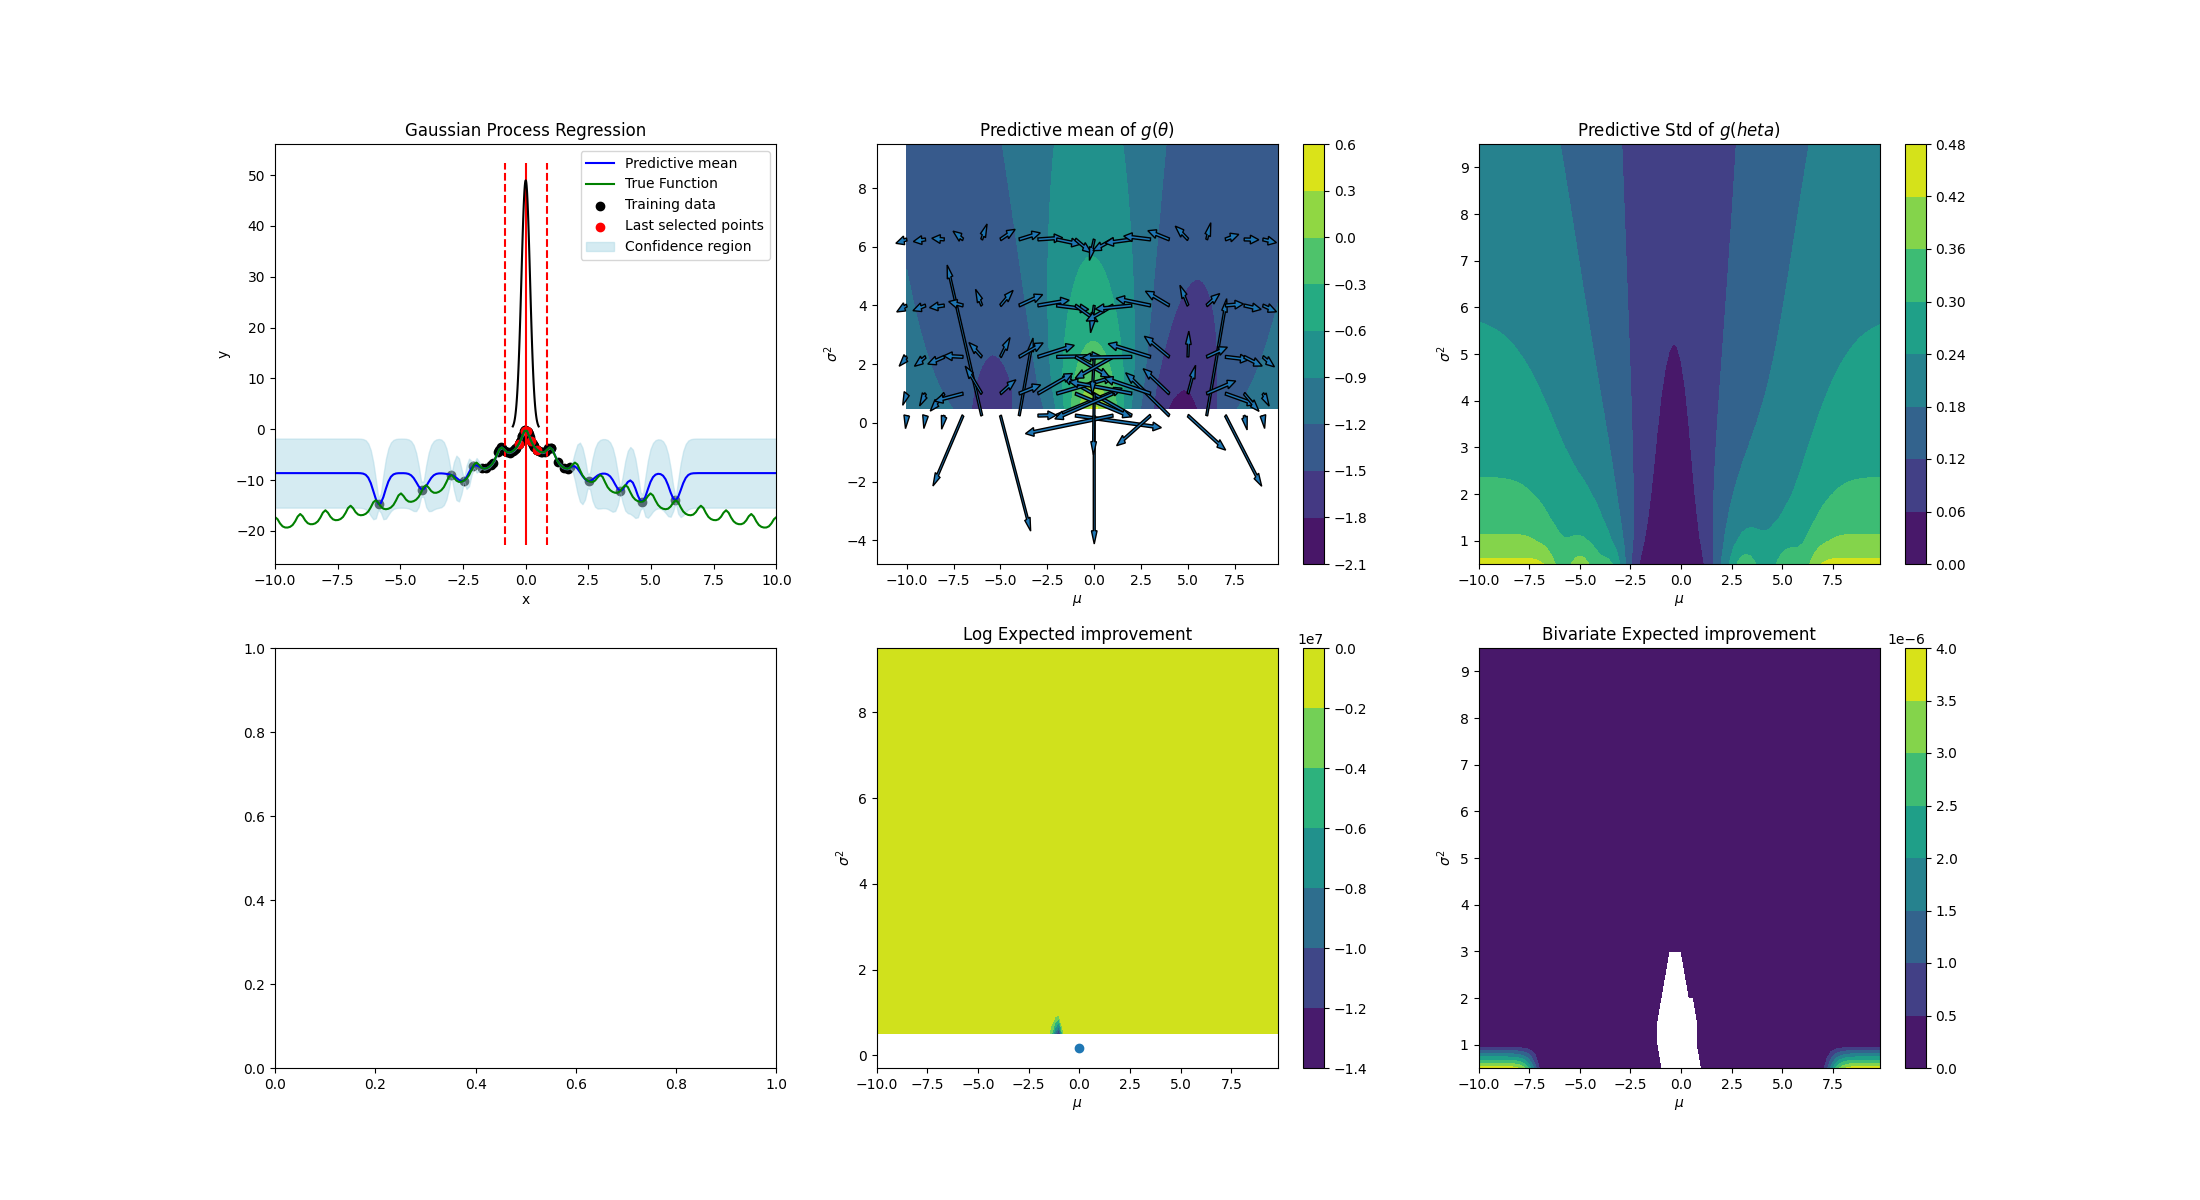 Gaussian Process Regression
Predictive mean
True Function
Training data
Last selected points
Confidence region
50
40
30
20
10
0
−10
−20
y
−10.0 −7.5 −5.0 −2.5 0.0 2.5 5.0 7.5 10.0
x
Predictive mean of g(θ)
8
6
4
2
0
−2
−4
σ²
−10.0 −7.5 −5.0 −2.5 0.0 2.5 5.0 7.5
μ
0.6
0.3
0.0
−0.3
−0.6
−0.9
−1.2
−1.5
−1.8
−2.1
Predictive Std of g(heta)
9
8
7
6
5
4
3
2
1
σ²
−10.0 −7.5 −5.0 −2.5 0.0 2.5 5.0 7.5
μ
0.48
0.42
0.36
0.30
0.24
0.18
0.12
0.06
0.00
1.0
0.8
0.6
0.4
0.2
0.0
0.0 0.2 0.4 0.6 0.8 1.0
Log Expected improvement
8
6
4
2
0
σ²
−10.0 −7.5 −5.0 −2.5 0.0 2.5 5.0 7.5
μ
1e7
0.0
−0.2
−0.4
−0.6
−0.8
−1.0
−1.2
−1.4
Bivariate Expected improvement
9
8
7
6
5
4
3
2
1
σ²
−10.0 −7.5 −5.0 −2.5 0.0 2.5 5.0 7.5
μ
1e−6
4.0
3.5
3.0
2.5
2.0
1.5
1.0
0.5
0.0